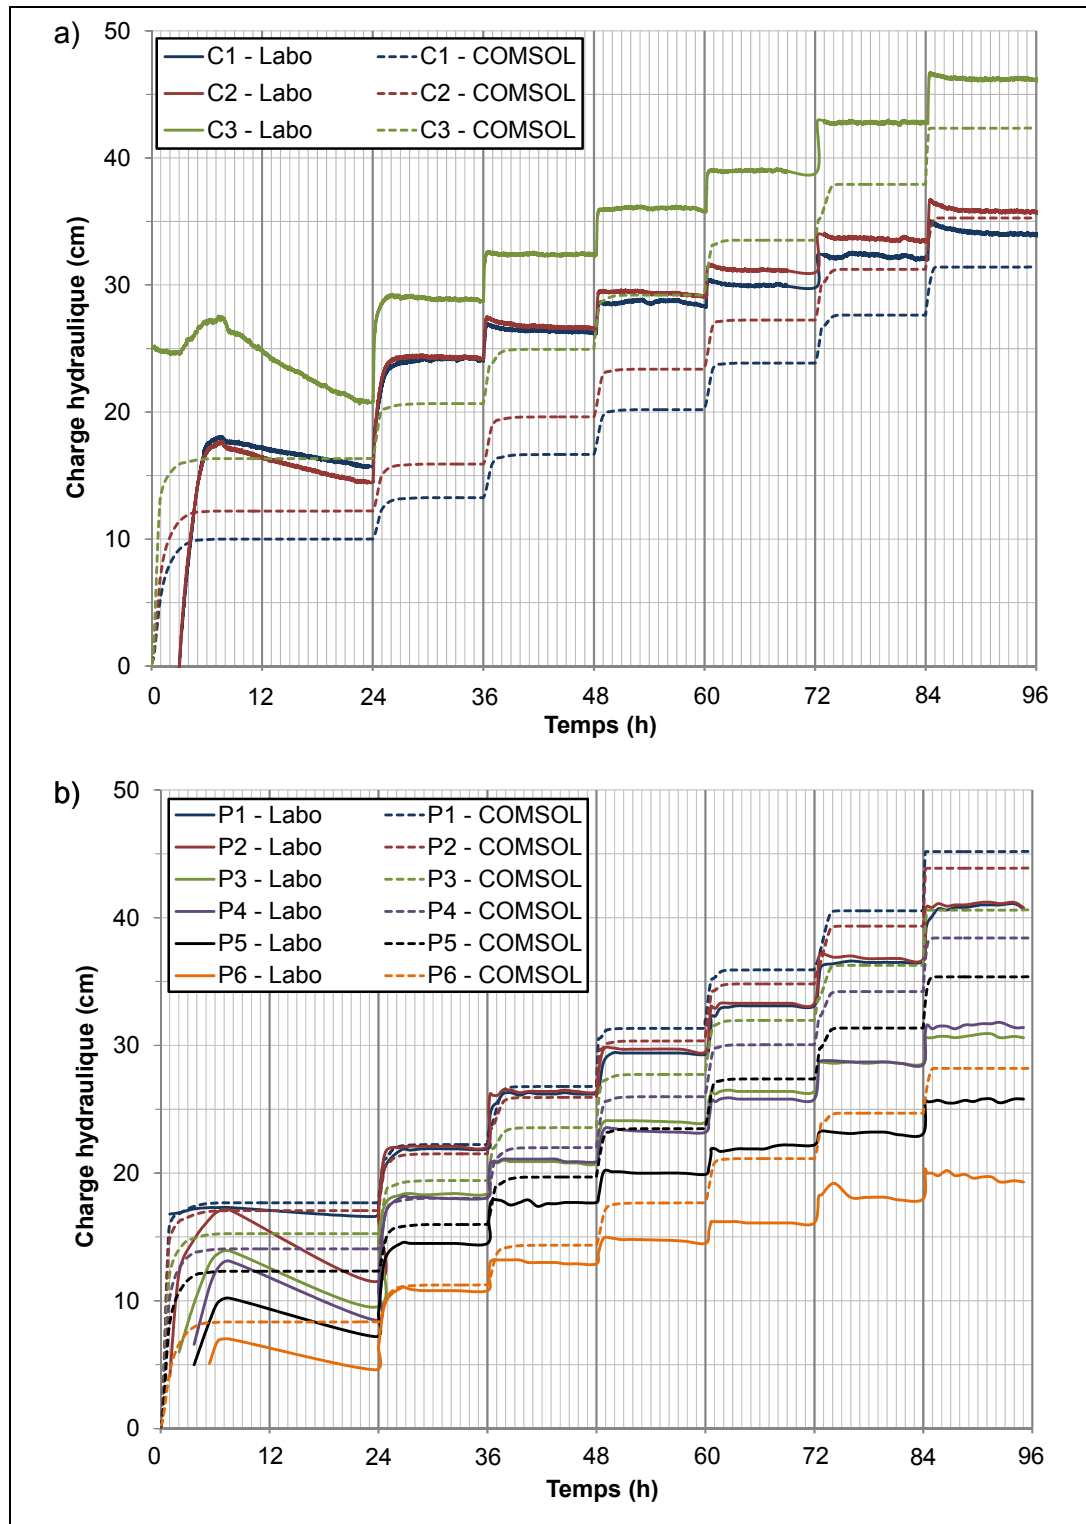 a)
50
40
30
20
10
0
Charge hydraulique (cm)
C1 - Labo C1 - COMSOL
C2 - Labo C2 - COMSOL
C3 - Labo C3 - COMSOL
0 12 24 36 48 60 72 84 96
Temps (h)
b)
50
40
30
20
10
0
Charge hydraulique (cm)
P1 - Labo P1 - COMSOL
P2 - Labo P2 - COMSOL
P3 - Labo P3 - COMSOL
P4 - Labo P4 - COMSOL
P5 - Labo P5 - COMSOL
P6 - Labo P6 - COMSOL
0 12 24 36 48 60 72 84 96
Temps (h)